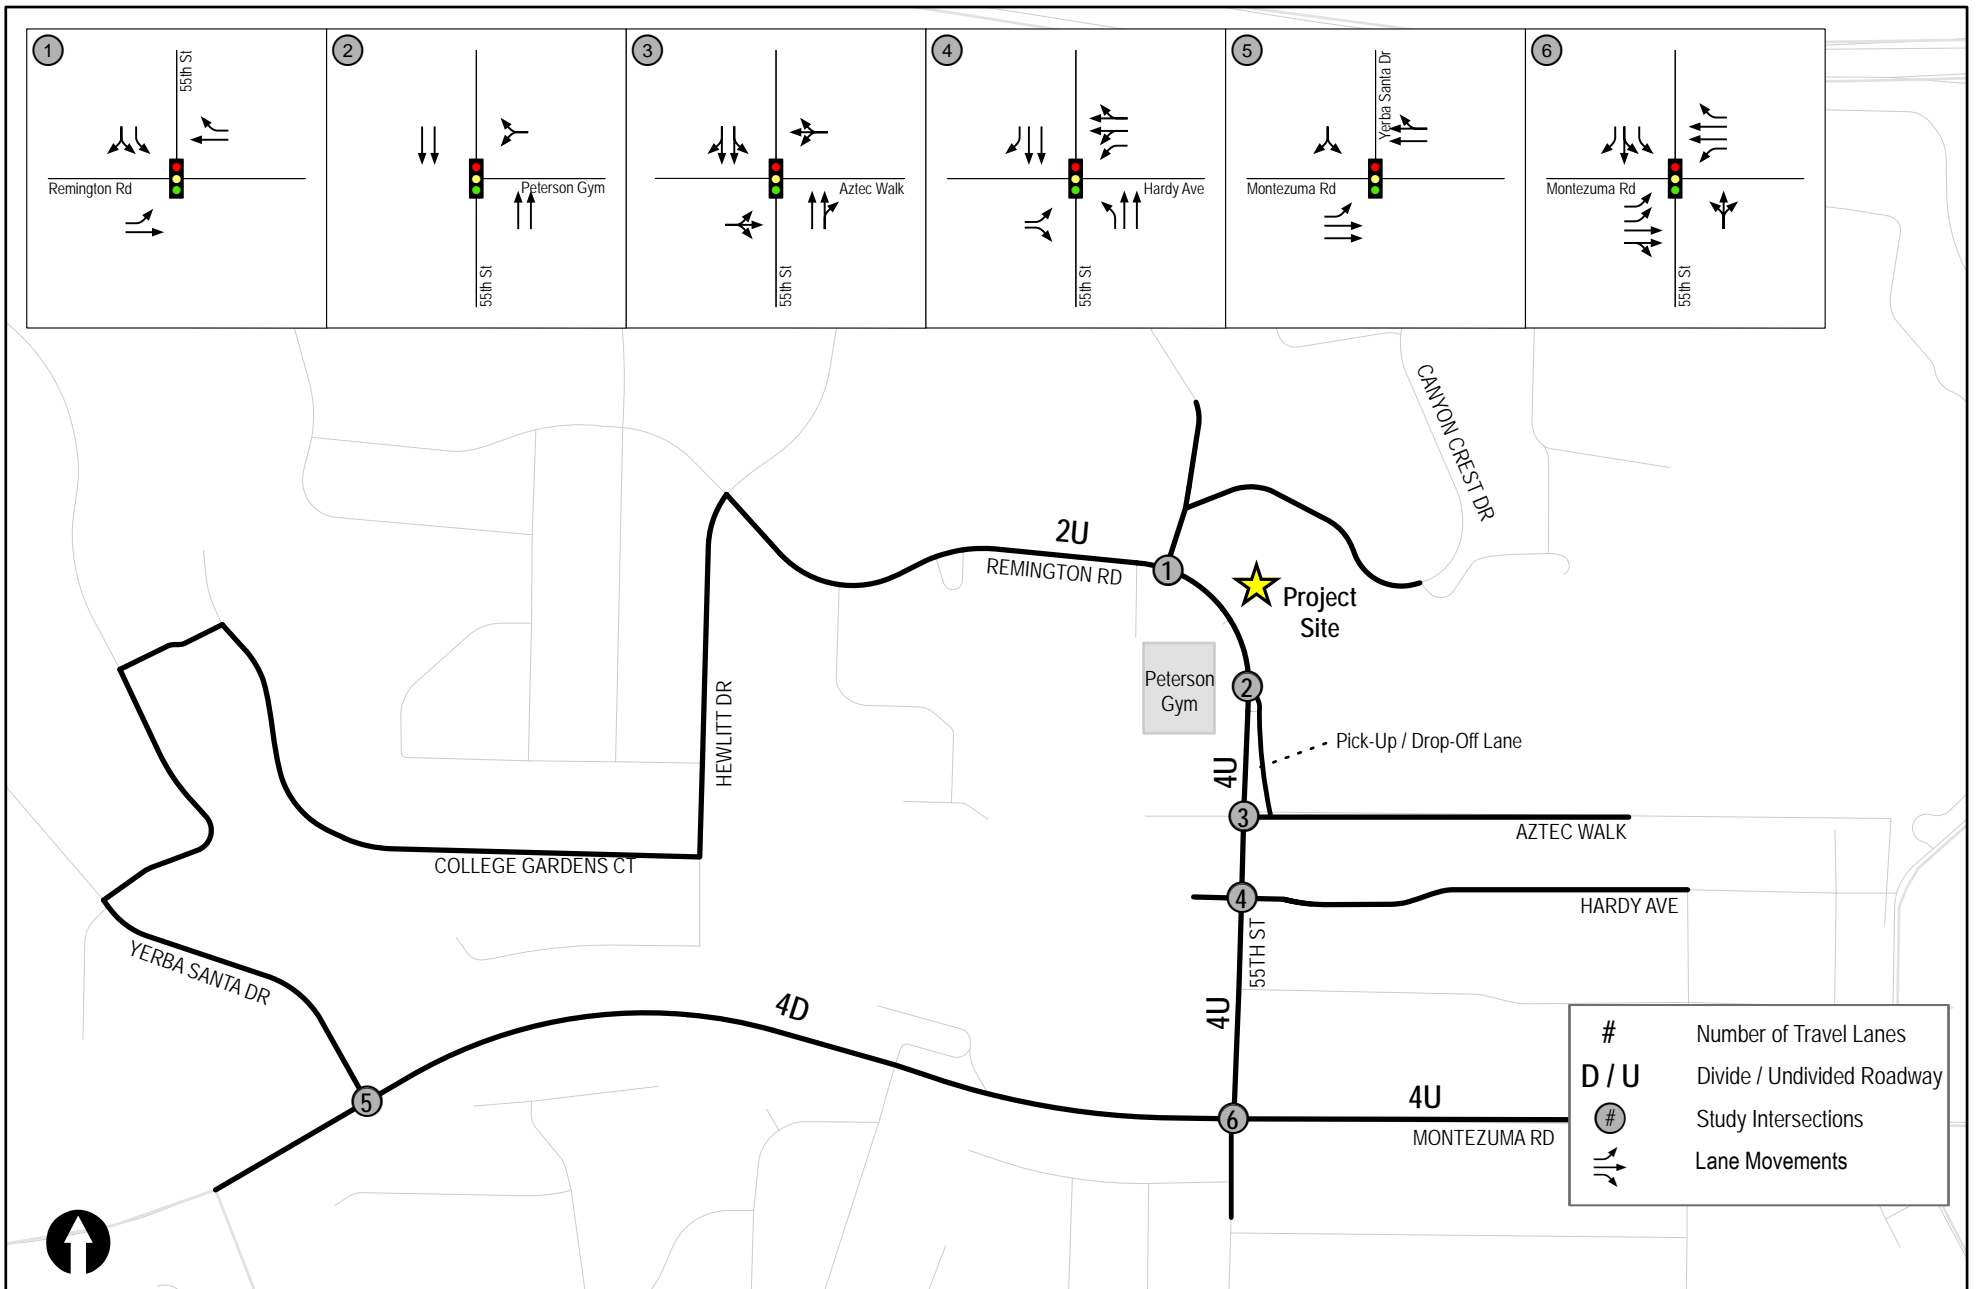 1
55th St
Remington Rd
2
Peterson Gym
55th St
3
Aztec Walk
55th St
4
Hardy Ave
55th St
5
Yerba Santa Dr
Montezuma Rd
6
Montezuma Rd
55th St
CANYON CREST DR
2U
REMINGTON RD
1
Project
Site
Peterson
Gym
2
HEWLITT DR
Pick-Up / Drop-Off Lane
4U
3
AZTEC WALK
COLLEGE GARDENS CT
4
HARDY AVE
55TH ST
YERBA SANTA DR
4D
4U
5
6
4U
MONTEZUMA RD
# Number of Travel Lanes
D / U Divide / Undivided Roadway
# Study Intersections
Lane Movements